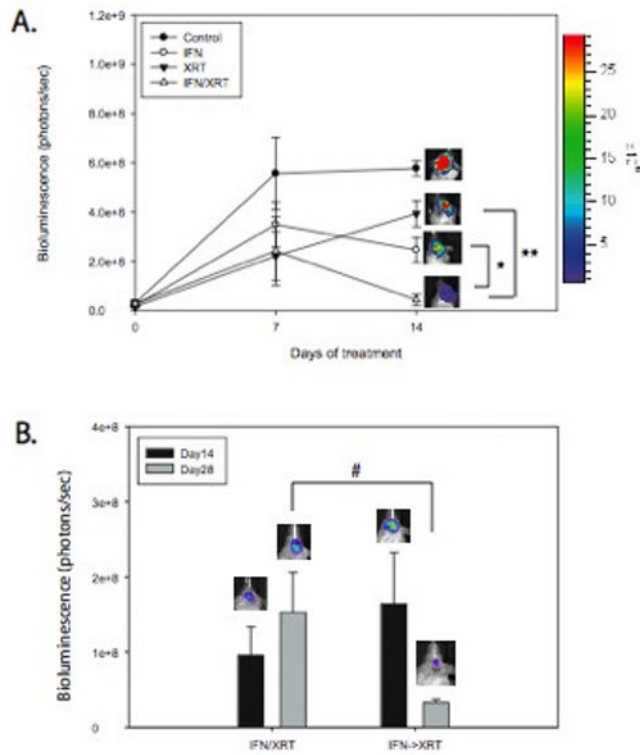 A.
Bioluminescence (photons/sec)
1.2e+9
1.0e+9
8.0e+8
6.0e+8
4.0e+8
2.0e+8
0.0
Control
IFN
XRT
IFN/XRT
*
**
0
7
14
Days of treatment
25
20
15
10
5
B.
Bioluminescence (photons/sec)
4e+8
3e+8
2e+8
1e+8
0
Day14
Day28
#
IFN/XRT
IFN->XRT